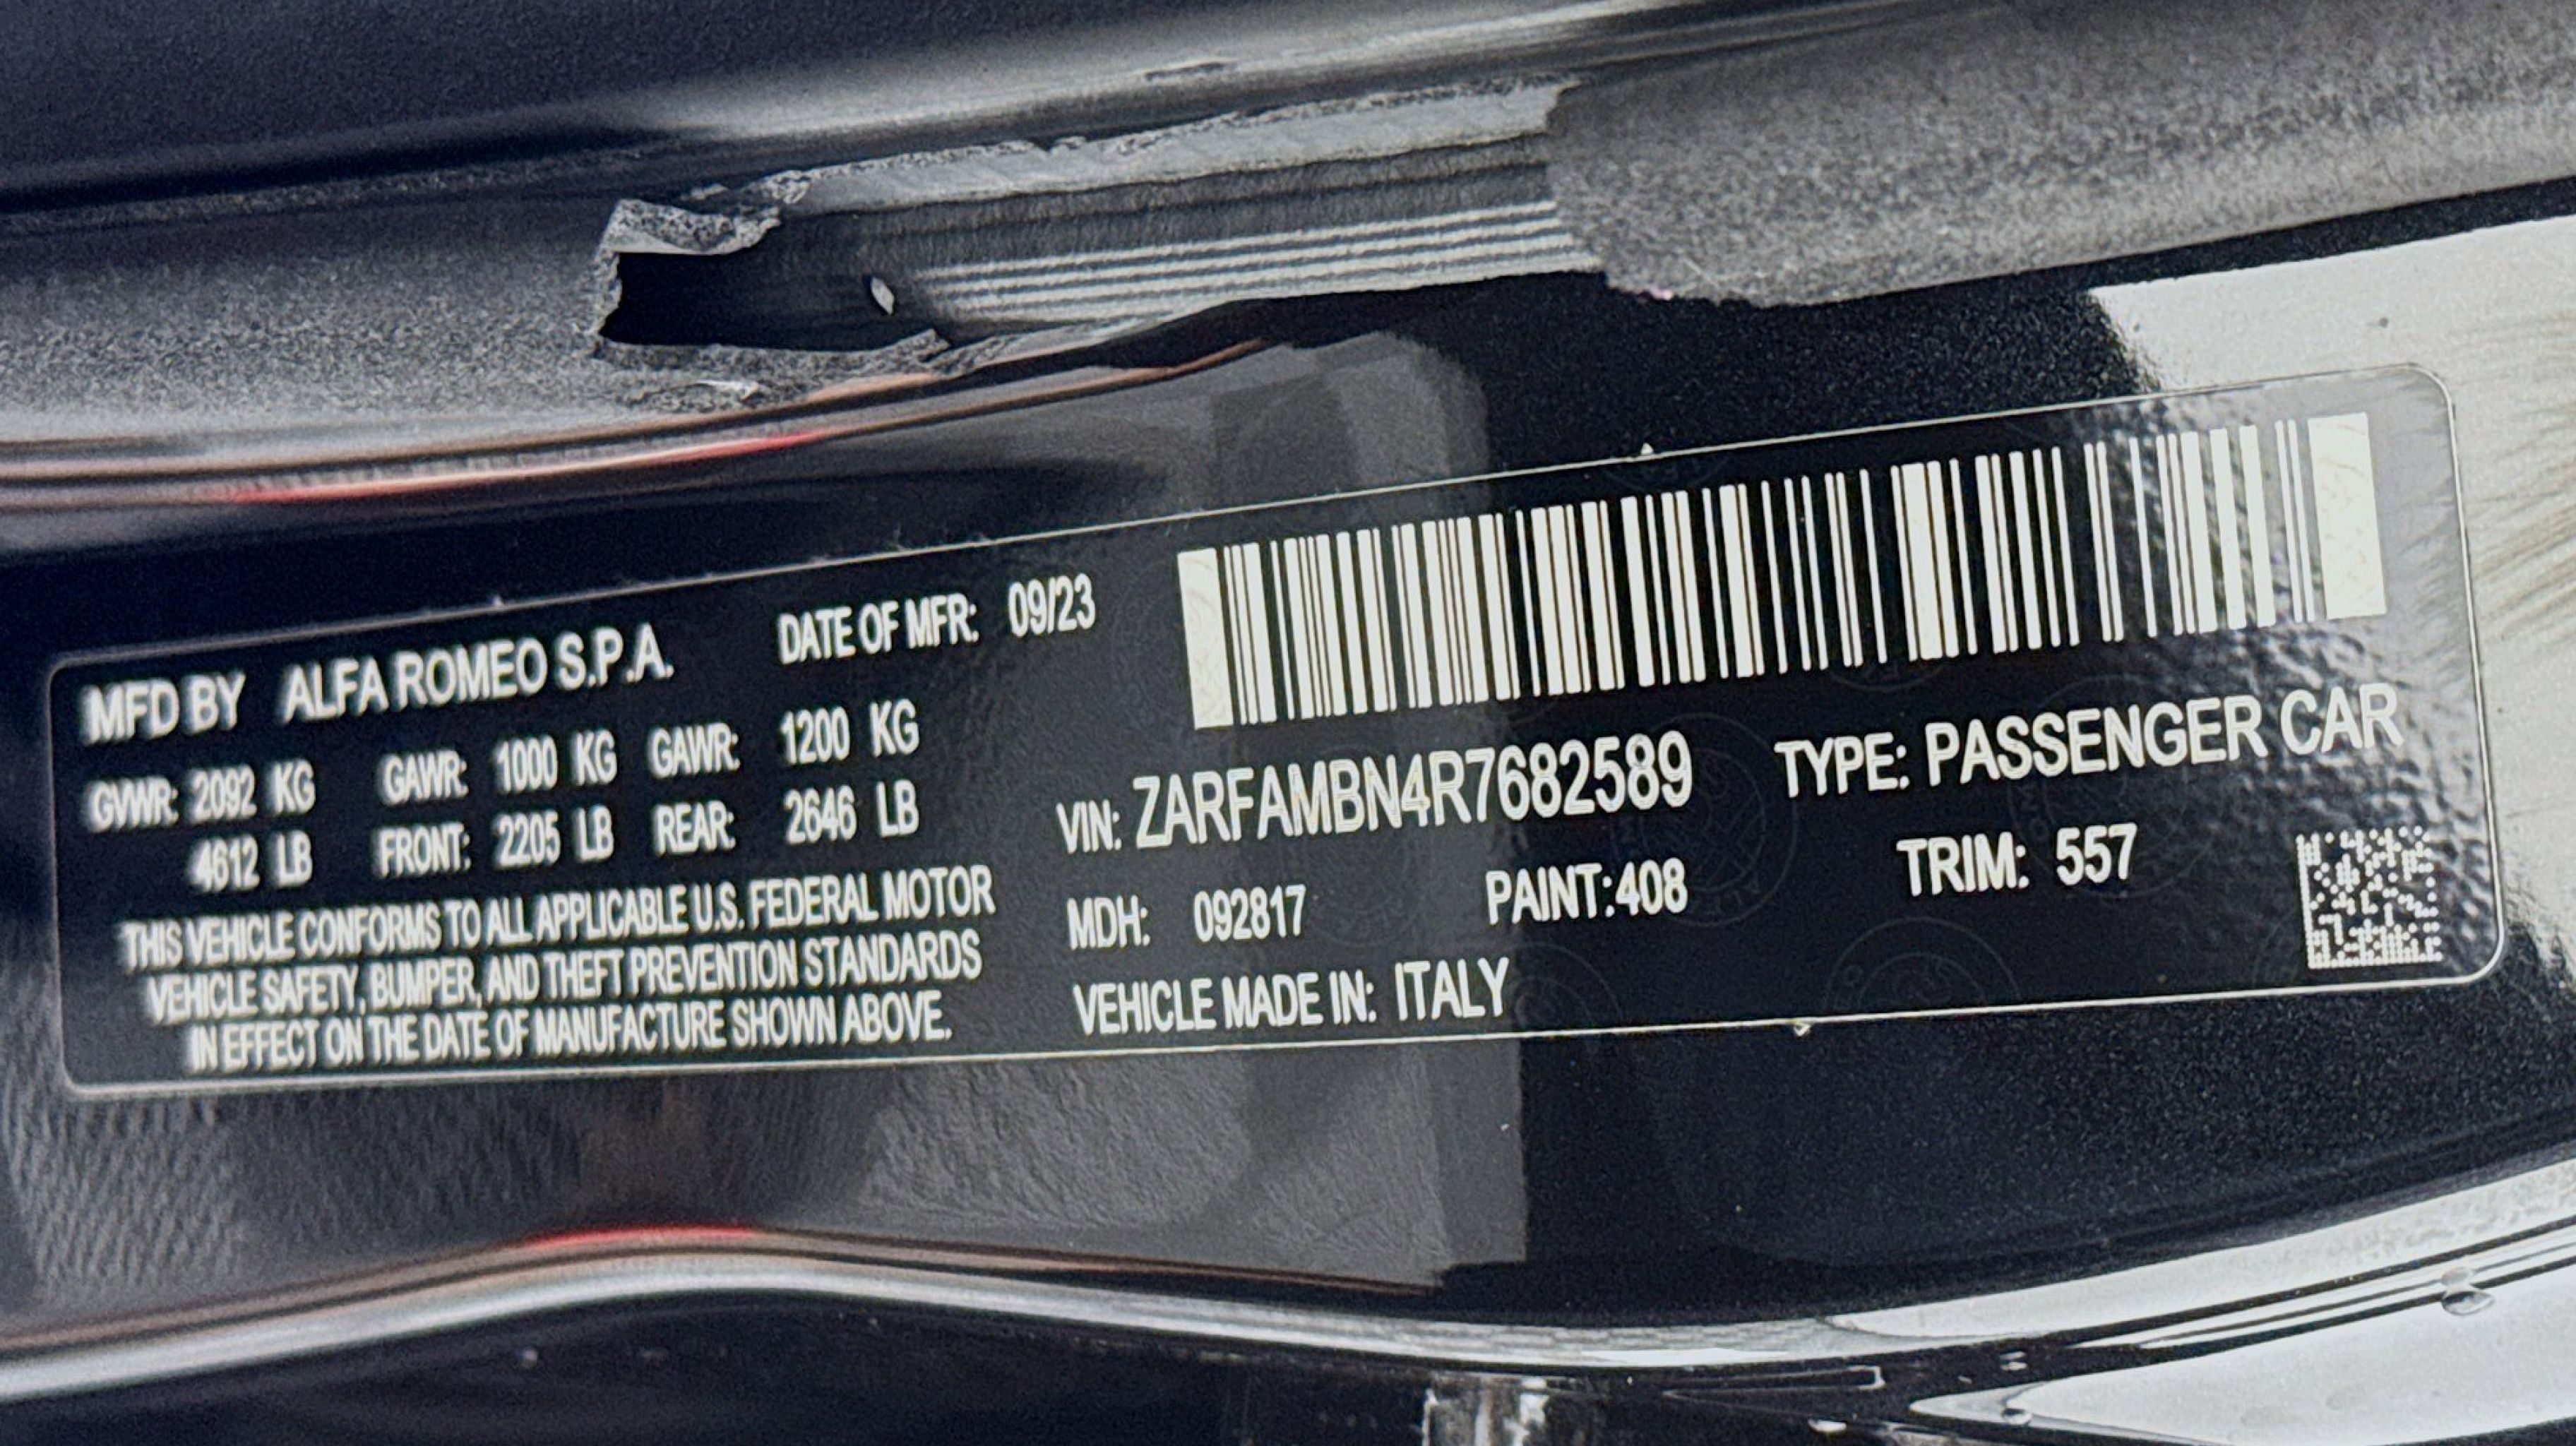 MFD BY ALFA ROMEO S.P.A. DATE OF MFR: 09/23
GVWR: 2092 KG GAWR: 1000 KG GAWR: 1200 KG
4612 LB FRONT: 2205 LB REAR: 2646 LB
THIS VEHICLE CONFORMS TO ALL APPLICABLE U.S. FEDERAL MOTOR
VEHICLE SAFETY, BUMPER, AND THEFT PREVENTION STANDARDS
IN EFFECT ON THE DATE OF MANUFACTURE SHOWN ABOVE.
VIN: ZARFAMBN4R7682589 TYPE: PASSENGER CAR
MDH: 092817 PAINT:408 TRIM: 557
VEHICLE MADE IN: ITALY